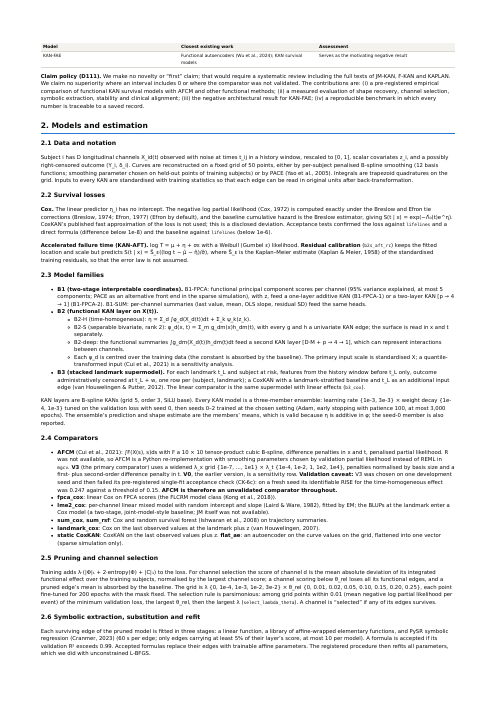 Model Closest existing work Assessment
KAN-FAE Functional autoencoders (Wu et al., 2024); KAN survival models Serves as the motivating negative result
Claim policy (D111). We make no novelty or "first" claim; that would require a systematic review including the full texts of JM-KAN, F-KAN and KAPLAN.
We claim no superiority where an interval includes 0 or where the comparator was not validated. The contributions are: (i) a pre-registered empirical
comparison of functional KAN survival models with AFCM and other functional methods; (ii) a measured evaluation of shape recovery, channel selection,
symbolic extraction, stability and clinical alignment; (iii) the negative architectural result for KAN-FAE; (iv) a reproducible benchmark in which every
number is traceable to a saved record.
2. Models and estimation
2.1 Data and notation
Subject i has D longitudinal channels X_id(t) observed with noise at times t_ij in a history window, rescaled to [0, 1], scalar covariates z_i, and a possibly
right-censored outcome (Y_i, δ_i). Curves are reconstructed on a fixed grid of 50 points, either by per-subject penalised B-spline smoothing (12 basis
functions; smoothing parameter chosen on held-out points of training subjects) or by PACE (Yao et al., 2005). Integrals are trapezoid quadratures on the
grid. Inputs to every KAN are standardised with training statistics so that each edge can be read in original units after back-transformation.
2.2 Survival losses
Cox. The linear predictor η_i has no intercept. The negative log partial likelihood (Cox, 1972) is computed exactly under the Breslow and Efron tie
corrections (Breslow, 1974; Efron, 1977) (Efron by default), and the baseline cumulative hazard is the Breslow estimator, giving
CoxKAN's published fast approximation of the loss is not used; this is a disclosed deviation. Acceptance tests confirmed the loss against lifelines and a
direct formula (difference below 1e-8) and the baseline against lifelines (below 1e-6).
Accelerated failure time (KAN-AFT). log T = μ + η + σε with a Weibull (Gumbel ε) likelihood. Residual calibration keeps the fitted
location and scale but predicts S(t | x) = Ŝ_ε((log t − μ̂ − η̂)/σ̂), where Ŝ_ε is the Kaplan–Meier estimate (Kaplan & Meier, 1958) of the standardised
training residuals, so that the error law is not assumed.
2.3 Model families
• B1 (two-stage interpretable coordinates). B1-FPCA: functional principal component scores per channel (95% variance explained, at most 5
components; PACE as an alternative front end in the sparse simulation), with z, feed a one-layer additive KAN (B1-FPCA-1) or a two-layer KAN [p → 4
→ 1] (B1-FPCA-2). B1-SUM: per-channel summaries (last value, mean, OLS slope, residual SD) feed the same heads.
• B2 (functional KAN layer on X(t)).
◦ B2-H (time-homogeneous): η = Σ_d ∫φ_d(X_d(t))dt + Σ_k ψ_k(z_k).
◦ B2-S (separable bivariate, rank 2): φ_d(x, t) = Σ_m g_dm(x)h_dm(t), with every g and h a univariate KAN edge; the surface is read in x and t
separately.
◦ B2-deep: the functional summaries ∫g_dm(X_d(t))h_dm(t)dt feed a second KAN layer [D·M + p → 4 → 1], which can represent interactions
between channels.
◦ Each φ_d is centred over the training data (the constant is absorbed by the baseline). The primary input scale is standardised X; a quantile-
transformed input (Cui et al., 2021) is a sensitivity analysis.
• B3 (stacked landmark supermodel). For each landmark t_L and subject at risk, features from the history window before t_L only, outcome
administratively censored at t_L + w, one row per (subject, landmark); a CoxKAN with a landmark-stratified baseline and t_L as an additional
input (van Houwelingen & Putter, 2012). The linear comparator is the same supermodel with linear effects
KAN layers are B-spline KANs (grid 5, order 3, SiLU base). Every KAN model is a three-member ensemble: learning rate {1e-3, 3e-3} × weight decay {1e-
4, 1e-3} tuned on the validation loss with seed 0, then seeds 0–2 trained at the chosen setting (Adam, early stopping with patience 100, at most 3,000
epochs). The ensemble's prediction and shape estimate are the members' means, which is valid because η is additive in φ; the seed-0 member is also
reported.
2.4 Comparators
• AFCM (Cui et al., 2021): ∫F(X(s), s)ds with F a 10 × 10 tensor-product cubic B-spline, difference penalties in x and t, penalised partial likelihood. R
was not available, so AFCM is a Python re-implementation with smoothing parameters chosen by validation partial likelihood instead of REML in
mgcv. V3 (the primary comparator) uses a widened λ_x grid × λ_t {1e-4, 1e-2, 1, 1e2, 1e4}, penalties normalised by basis size and a
first- plus second-order difference penalty in t. V0, the earlier version, is a sensitivity row. Validation caveat: V3 was chosen on one development
seed and then failed its pre-registered single-fit acceptance check (CK-6c): on a fresh seed its identifiable RISE for the time-homogeneous effect
was 0.247 against a threshold of 0.15. AFCM is therefore an unvalidated comparator throughout.
• fpca_cox: linear Cox on FPCA scores (the FLCRM model class (Kong et al., 2018)).
• lme2_cox: per-channel linear mixed model with random intercept and slope (Laird & Ware, 1982), fitted by EM; the BLUPs at the landmark enter a
Cox model (a two-stage, joint-model-style baseline; JM itself was not available).
• sum_cox, sum_rsf: Cox and random survival forest (Ishwaran et al., 2008) on trajectory summaries.
• landmark_cox: Cox on the last observed values at the landmark plus z (van Houwelingen, 2007).
• static CoxKAN: CoxKAN on the last observed values plus z. flat_ae: an autoencoder on the curve values on the grid, flattened into one vector
(sparse simulation only).
2.5 Pruning and channel selection
Training adds to the loss. For channel selection the score of channel d is the mean absolute deviation of its integrated
functional effect over the training subjects, normalised by the largest channel score; a channel scoring below θ_rel loses all its functional edges, and a
pruned edge's mean is absorbed by the baseline. The grid is λ {0, 1e-4, 1e-3, 1e-2, 3e-2} × θ_rel {0, 0.01, 0.02, 0.05, 0.10, 0.15, 0.20, 0.25}, each point
fine-tuned for 200 epochs with the mask fixed. The selection rule is parsimonious: among grid points within 0.01 (mean negative log partial likelihood per
event) of the minimum validation loss, the largest θ_rel, then the largest λ (select_lambda_theta). A channel is "selected" if any of its edges survives.
2.6 Symbolic extraction, substitution and refit
Each surviving edge of the pruned model is fitted in three stages: a linear function, a library of affine-wrapped elementary functions, and PySR symbolic
regression (Cranmer, 2023) (60 s per edge; only edges carrying at least 5% of their layer's score, at most 10 per model). A formula is accepted if its
validation R² exceeds 0.99. Accepted formulas replace their edges with trainable affine parameters. The registered procedure then refits all parameters,
which we did with unconstrained L-BFGS.